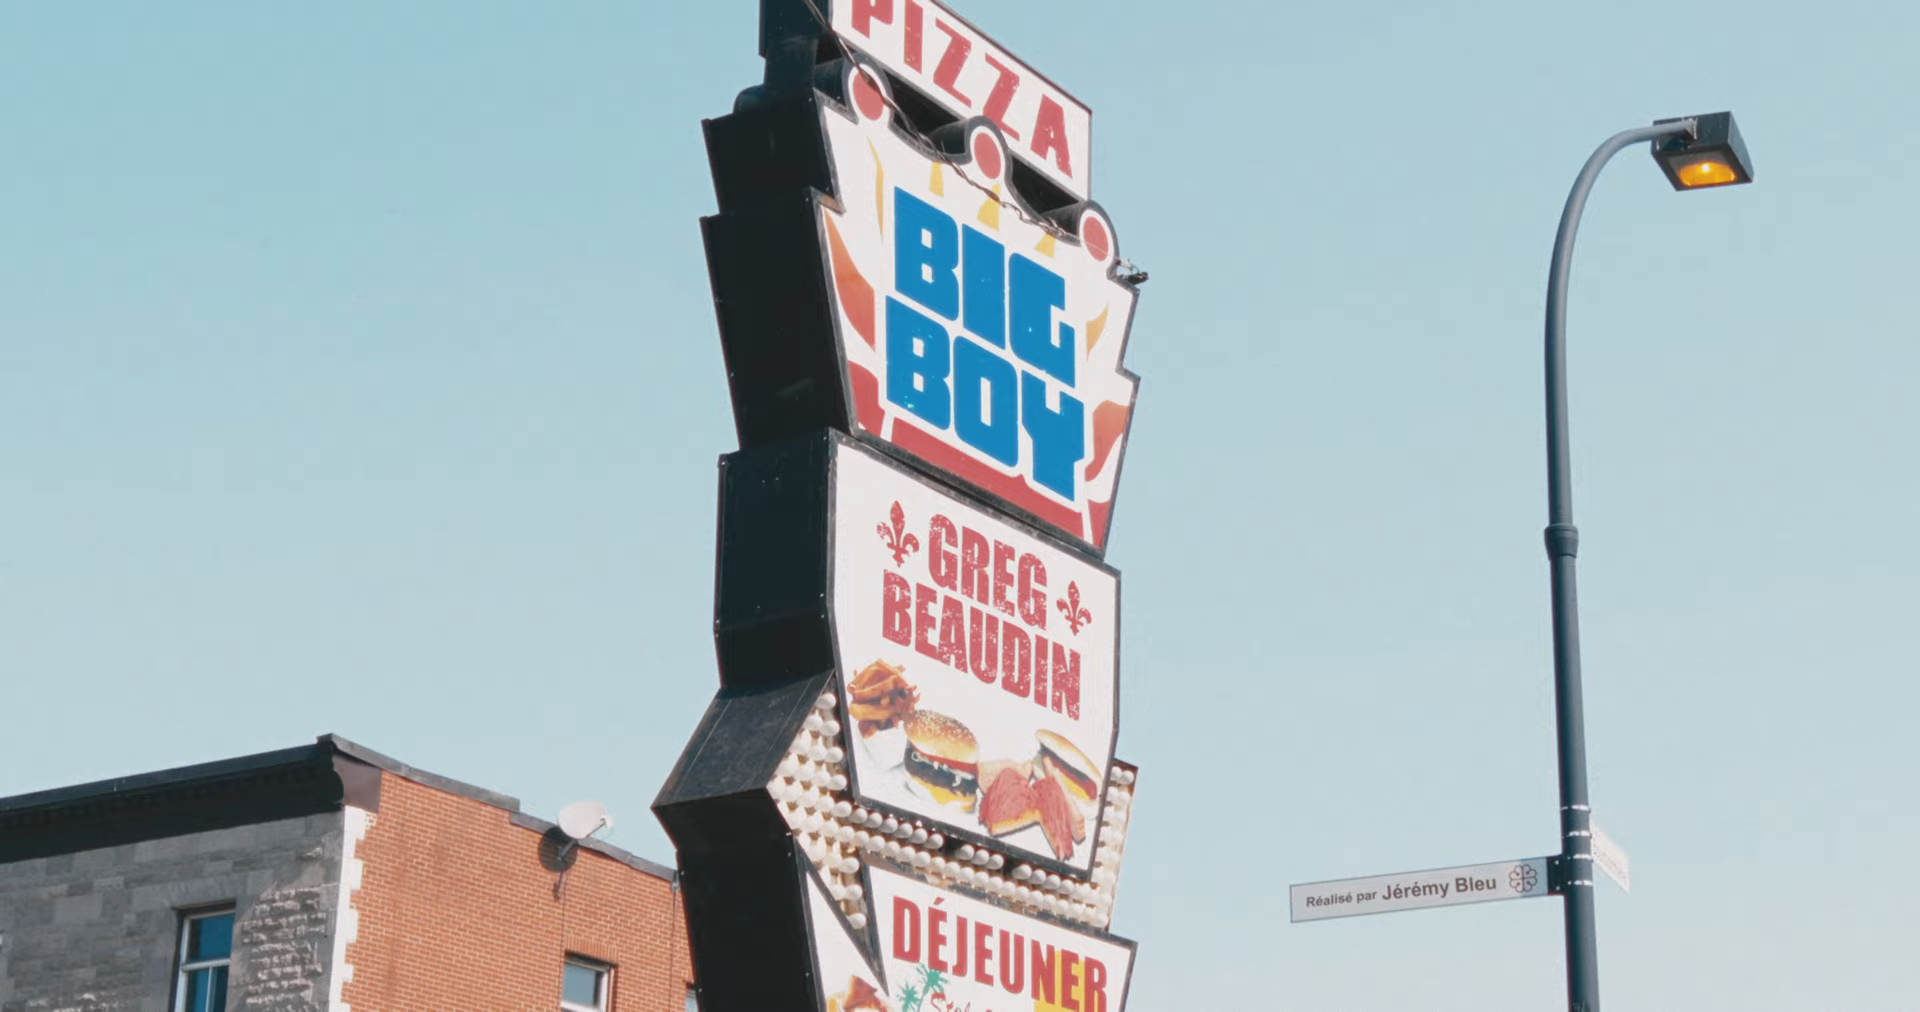 PIZZA
BIG
BOY
GREG
BEAUDIN
DÉJEUNER
Réalisé par Jérémy Bleu